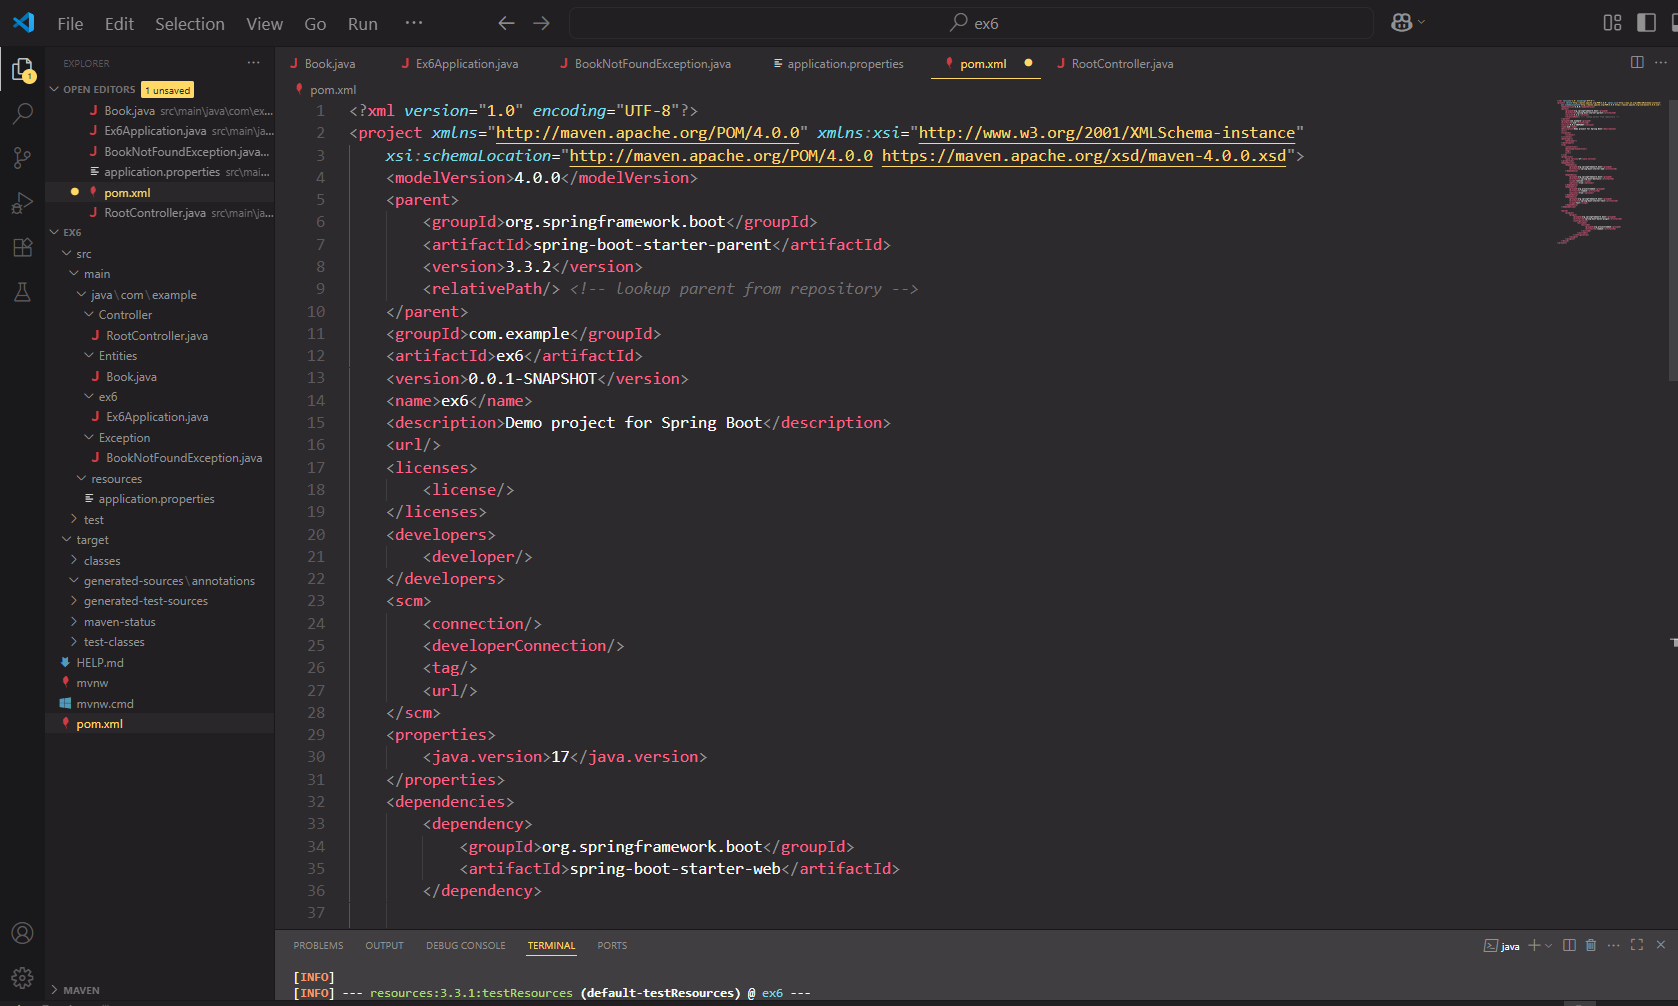 File Edit Selection View Go Run ··· ex6
EXPLORER ···
OPEN EDITORS 1 unsaved
Book.java src\main\java\com\ex...
Ex6Application.java src\main\ja...
BookNotFoundException.java...
application.properties src\mai...
pom.xml
RootController.java src\main\ja...
EX6
src
main
java\com\example
Controller
RootController.java
Entities
Book.java
ex6
Ex6Application.java
Exception
BookNotFoundException.java
resources
application.properties
test
target
classes
generated-sources\annotations
generated-test-sources
maven-status
test-classes
HELP.md
mvnw
mvnw.cmd
pom.xml
MAVEN
Book.java Ex6Application.java BookNotFoundException.java application.properties pom.xml RootController.java
pom.xml
1 <?xml version="1.0" encoding="UTF-8"?>
2 <project xmlns="http://maven.apache.org/POM/4.0.0" xmlns:xsi="http://www.w3.org/2001/XMLSchema-instance"
3 xsi:schemaLocation="http://maven.apache.org/POM/4.0.0 https://maven.apache.org/xsd/maven-4.0.0.xsd">
4 <modelVersion>4.0.0</modelVersion>
5 <parent>
6 <groupId>org.springframework.boot</groupId>
7 <artifactId>spring-boot-starter-parent</artifactId>
8 <version>3.3.2</version>
9 <relativePath/> <!-- lookup parent from repository -->
10 </parent>
11 <groupId>com.example</groupId>
12 <artifactId>ex6</artifactId>
13 <version>0.0.1-SNAPSHOT</version>
14 <name>ex6</name>
15 <description>Demo project for Spring Boot</description>
16 <url/>
17 <licenses>
18 <license/>
19 </licenses>
20 <developers>
21 <developer/>
22 </developers>
23 <scm>
24 <connection/>
25 <developerConnection/>
26 <tag/>
27 <url/>
28 </scm>
29 <properties>
30 <java.version>17</java.version>
31 </properties>
32 <dependencies>
33 <dependency>
34 <groupId>org.springframework.boot</groupId>
35 <artifactId>spring-boot-starter-web</artifactId>
36 </dependency>
37
PROBLEMS OUTPUT DEBUG CONSOLE TERMINAL PORTS java
[INFO]
[INFO] --- resources:3.3.1:testResources (default-testResources) @ ex6 ---